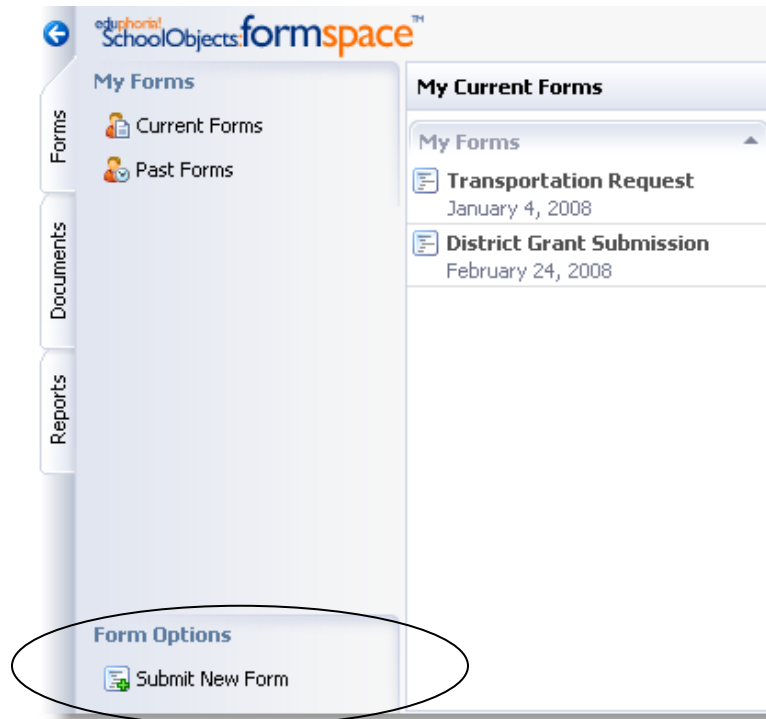 eduphoria!
SchoolObjects:formspace™
Forms
Documents
Reports
My Forms
Current Forms
Past Forms
Form Options
Submit New Form
My Current Forms
My Forms
Transportation Request
January 4, 2008
District Grant Submission
February 24, 2008